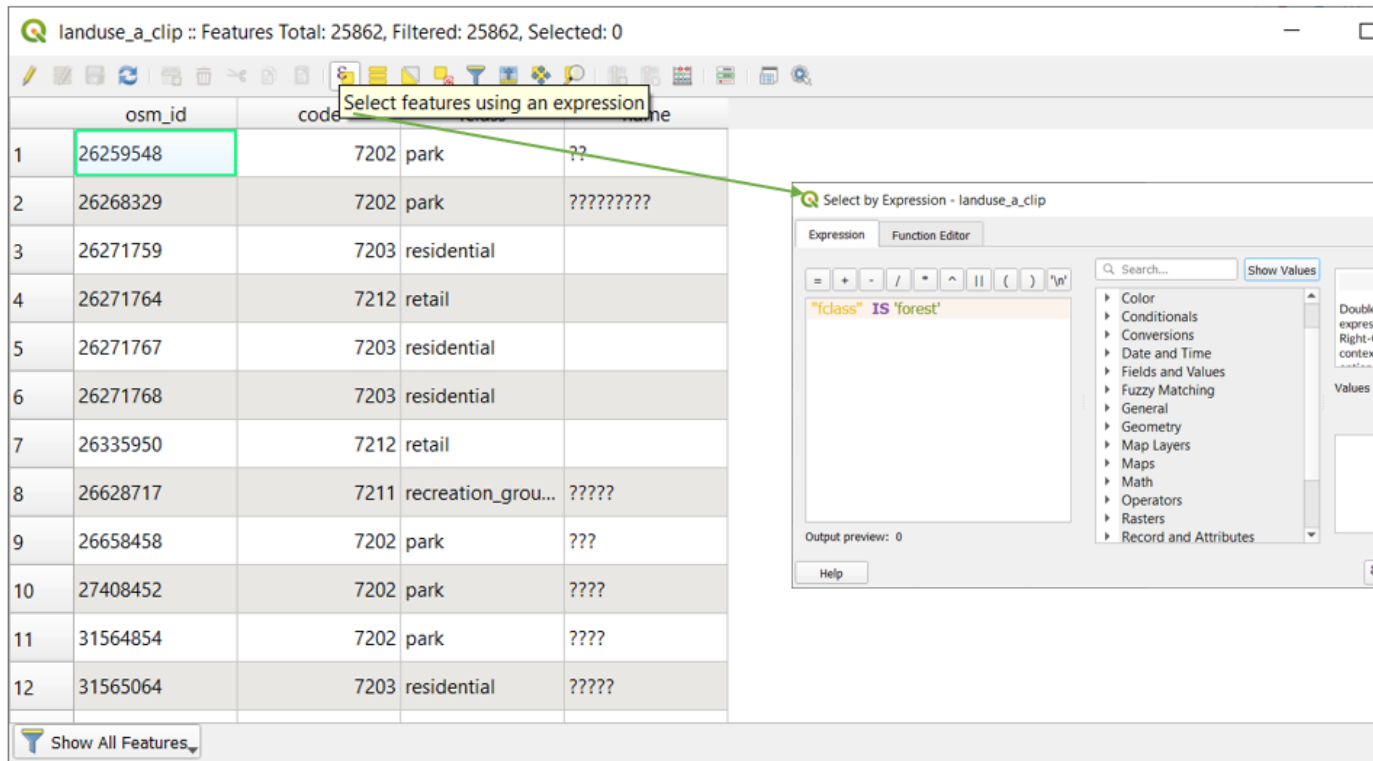 landuse_a_clip :: Features Total: 25862, Filtered: 25862, Selected: 0
Select features using an expression
osm_id code
1 26259548 7202 park ??
2 26268329 7202 park ?????????
3 26271759 7203 residential
4 26271764 7212 retail
5 26271767 7203 residential
6 26271768 7203 residential
7 26335950 7212 retail
8 26628717 7211 recreation_grou... ?????
9 26658458 7202 park ???
10 27408452 7202 park ????
11 31564854 7202 park ????
12 31565064 7203 residential ?????
Show All Features
Select by Expression - landuse_a_clip
Expression Function Editor
= + - / * ^ || ( ) '\n'
"fclass" IS 'forest'
Output preview: 0
Help
Search... Show Values
Color
Conditionals
Conversions
Date and Time
Fields and Values
Fuzzy Matching
General
Geometry
Map Layers
Maps
Math
Operators
Rasters
Record and Attributes
Double
expres
Right-
contex
Values